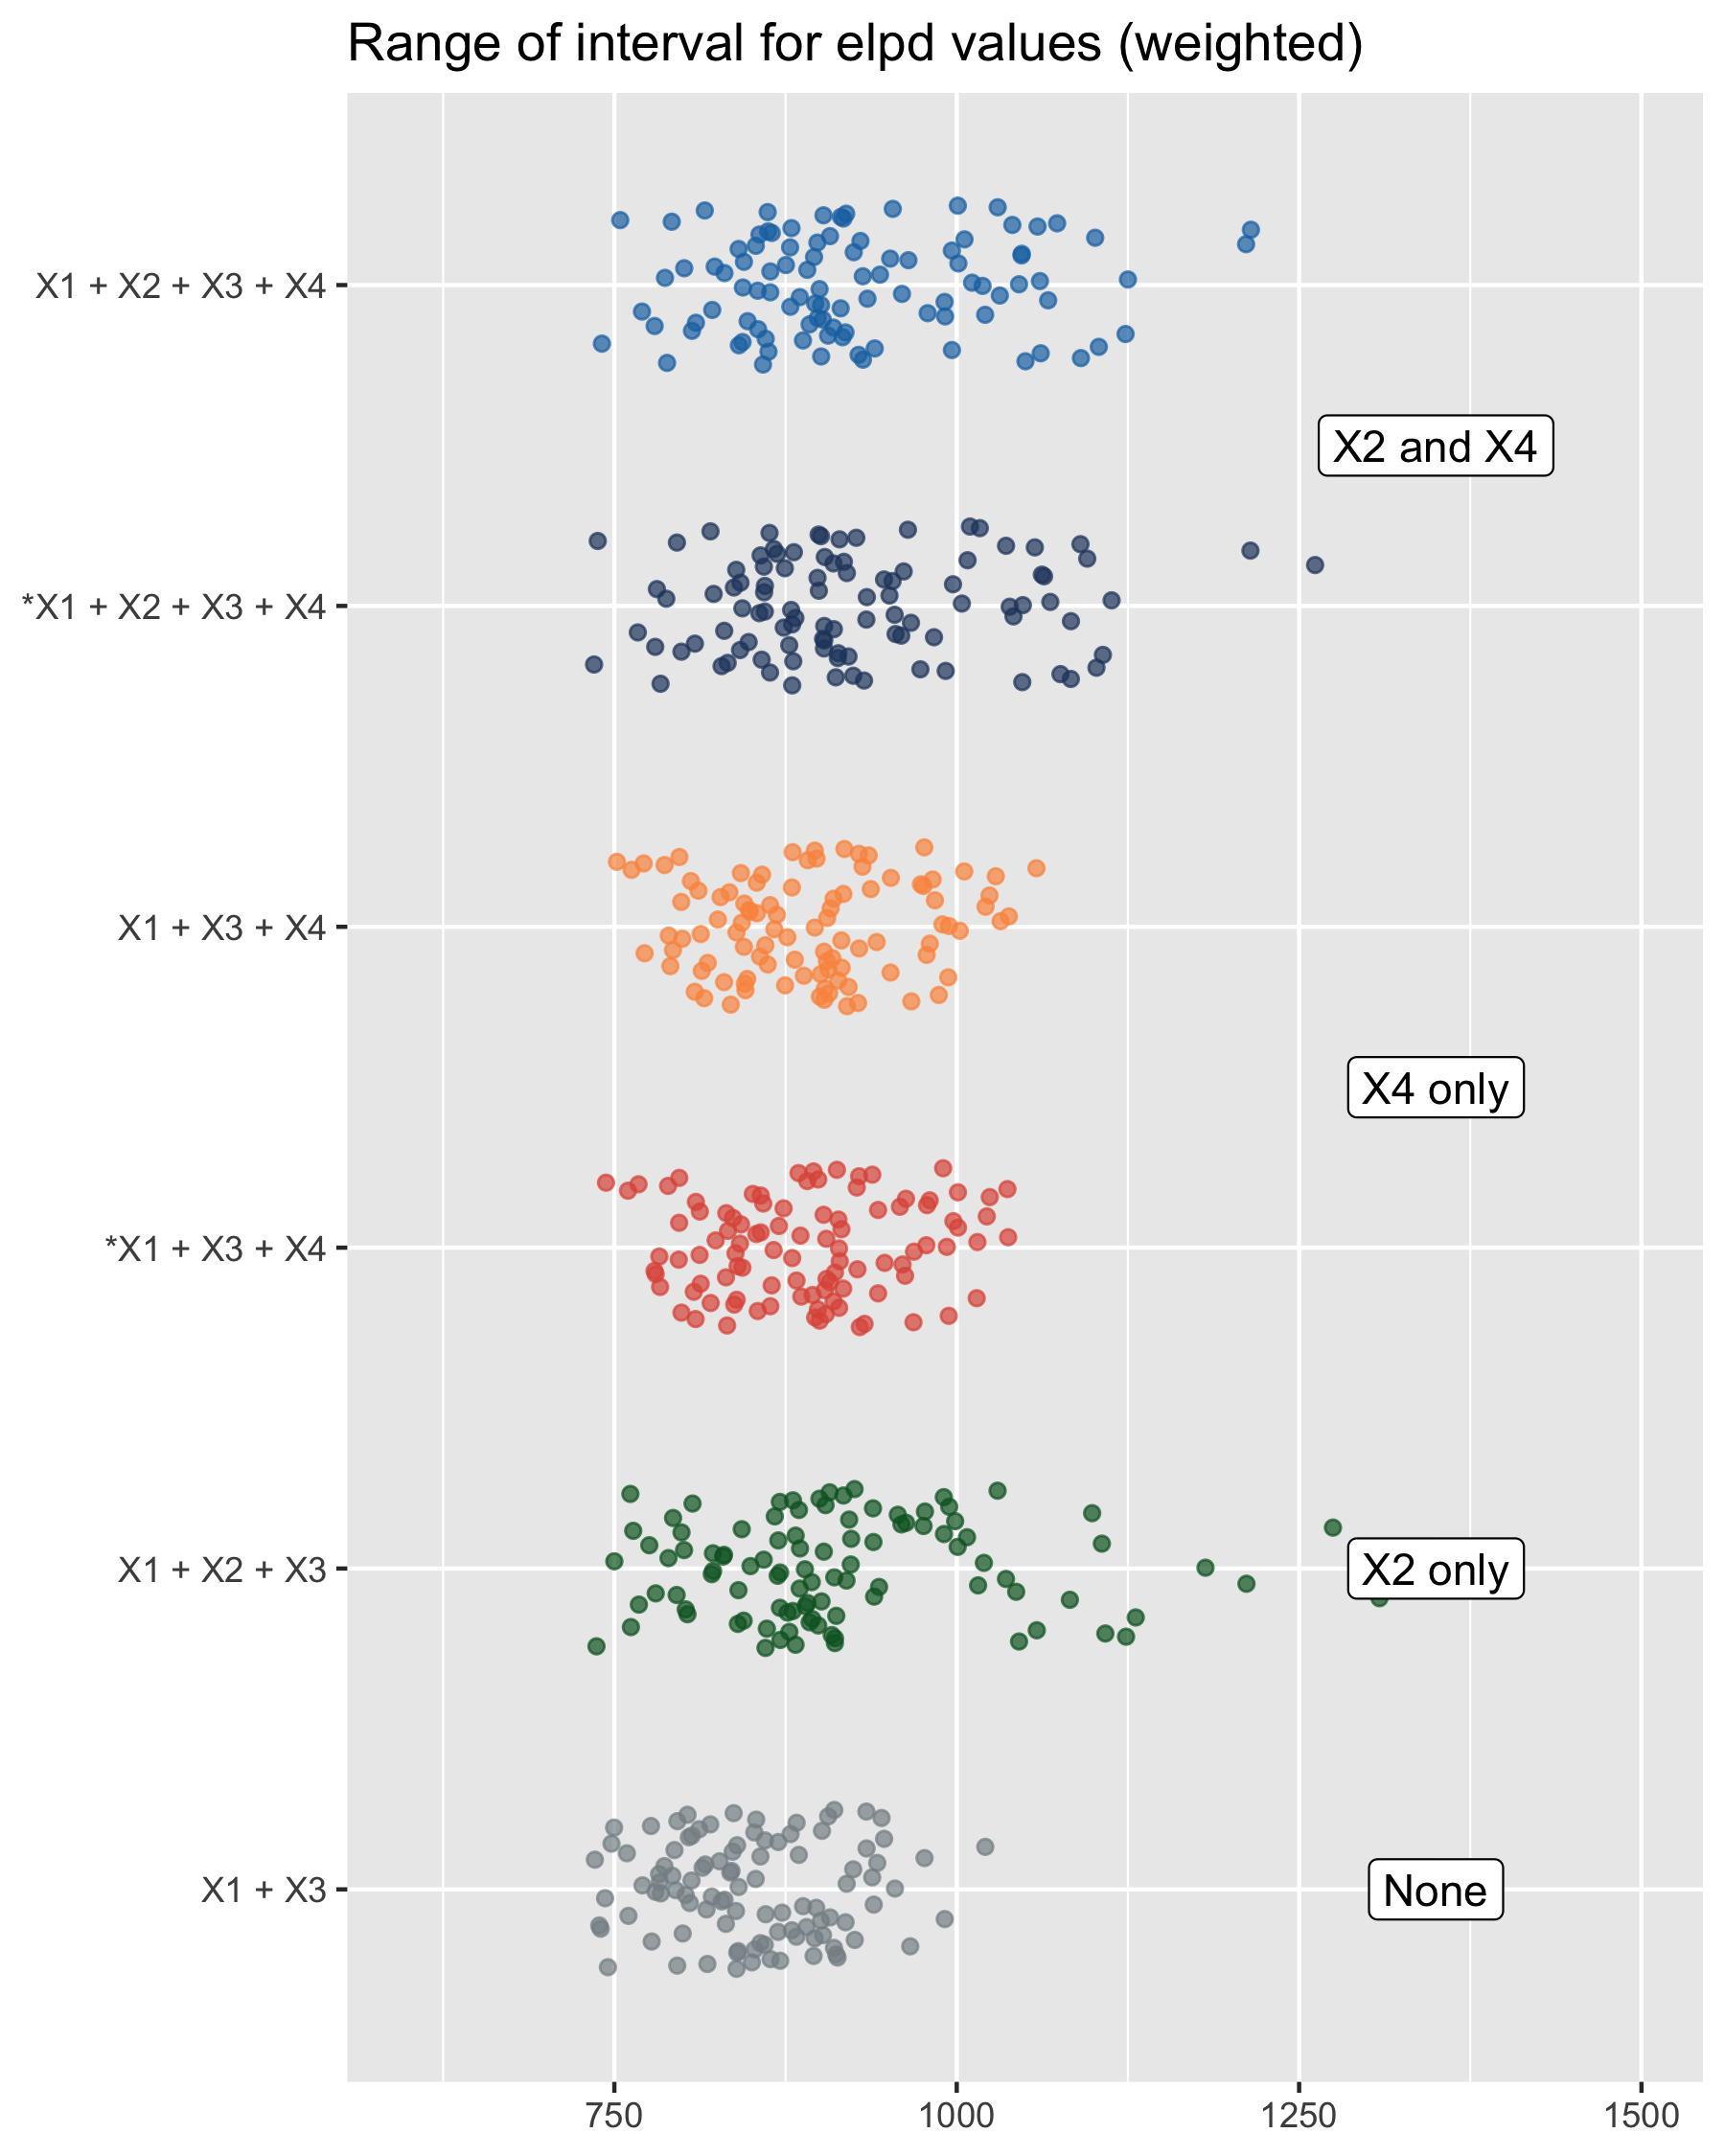 Range of interval for elpd values (weighted)
X1 + X2 + X3 + X4
X2 and X4
*X1 + X2 + X3 + X4
X1 + X3 + X4
X4 only
*X1 + X3 + X4
X1 + X2 + X3
X2 only
X1 + X3
None
750 1000 1250 1500